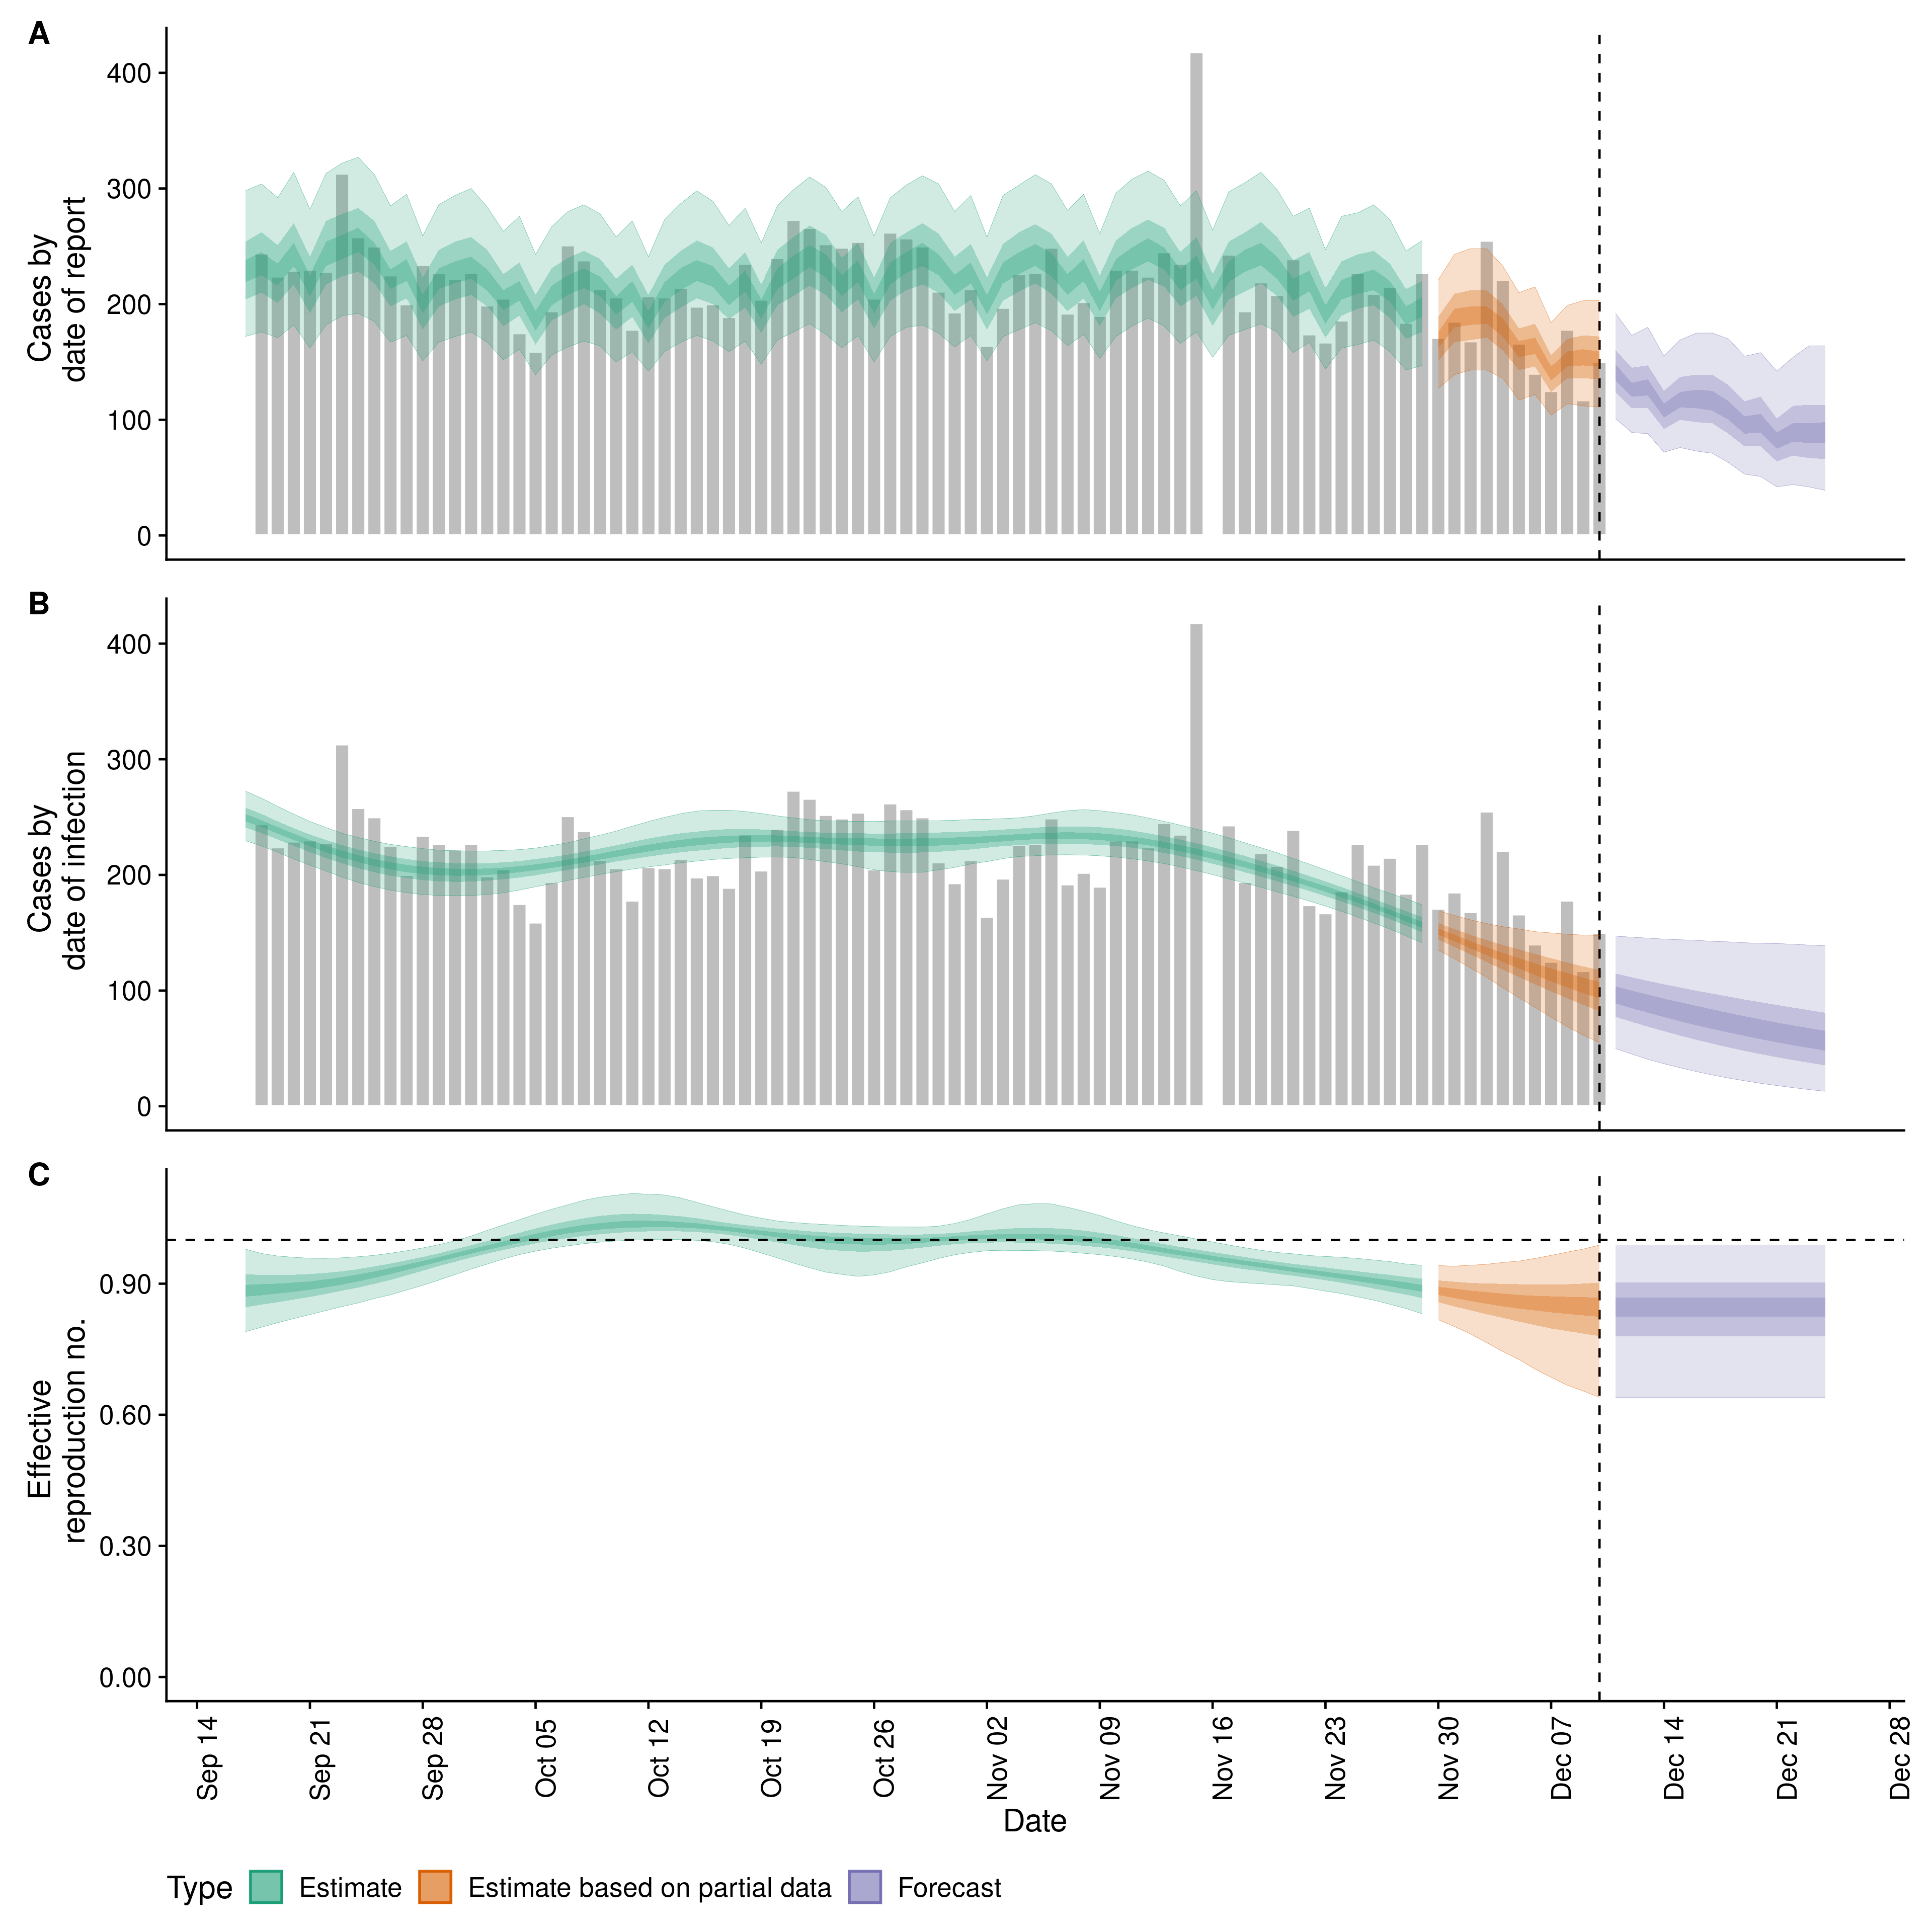 A
Cases by
date of report
400
300
200
100
0
B
Cases by
date of infection
400
300
200
100
0
C
Effective
reproduction no.
0.90
0.60
0.30
0.00
Sep 14
Sep 21
Sep 28
Oct 05
Oct 12
Oct 19
Oct 26
Nov 02
Nov 09
Nov 16
Nov 23
Nov 30
Dec 07
Dec 14
Dec 21
Dec 28
Date
Type Estimate Estimate based on partial data Forecast